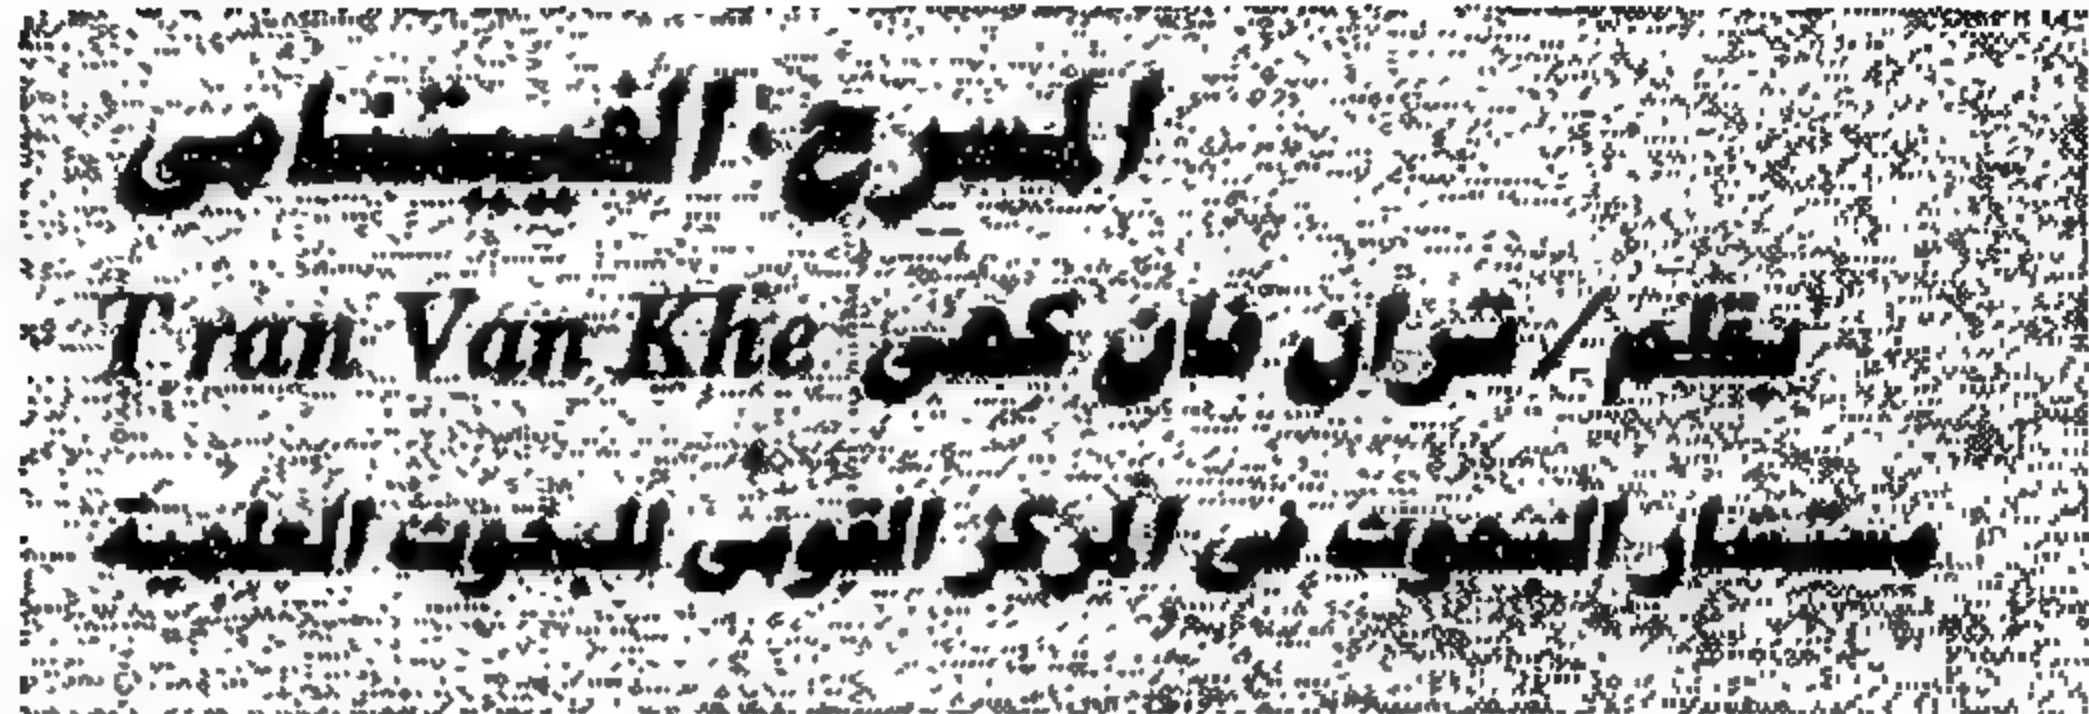 المسرح الفيتنامى
بقلم / تران فان كهى Tran Van Khe
مستشار البحوث فى المركز القومى للبحوث العلمية